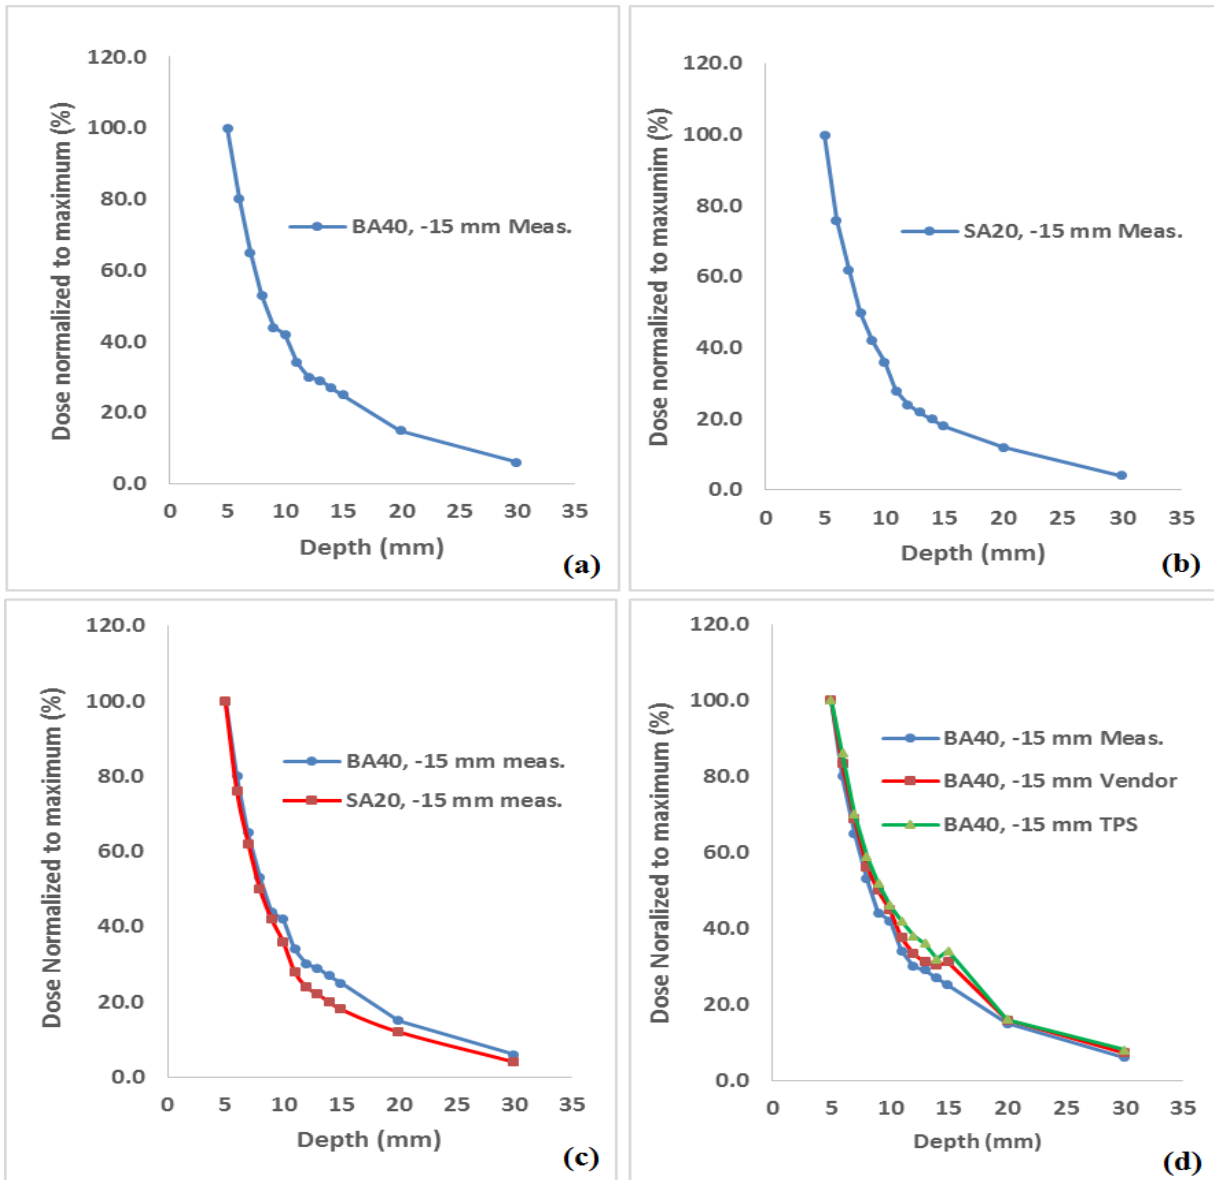 Dose normalized to maximum (%)
120.0
100.0
80.0
60.0
40.0
20.0
0.0
BA40, -15 mm Meas.
0 5 10 15 20 25 30 35
Depth (mm)
(a)
Dose normalized to maxumim (%)
120.0
100.0
80.0
60.0
40.0
20.0
0.0
SA20, -15 mm Meas.
0 5 10 15 20 25 30 35
Depth (mm)
(b)
Dose Normalized to maximum (%)
120.0
100.0
80.0
60.0
40.0
20.0
0.0
BA40, -15 mm meas.
SA20, -15 mm meas.
0 5 10 15 20 25 30 35
Depth (mm)
(c)
Dose Noralized to maximum (%)
120.0
100.0
80.0
60.0
40.0
20.0
0.0
BA40, -15 mm Meas.
BA40, -15 mm Vendor
BA40, -15 mm TPS
0 5 10 15 20 25 30 35
Depth (mm)
(d)